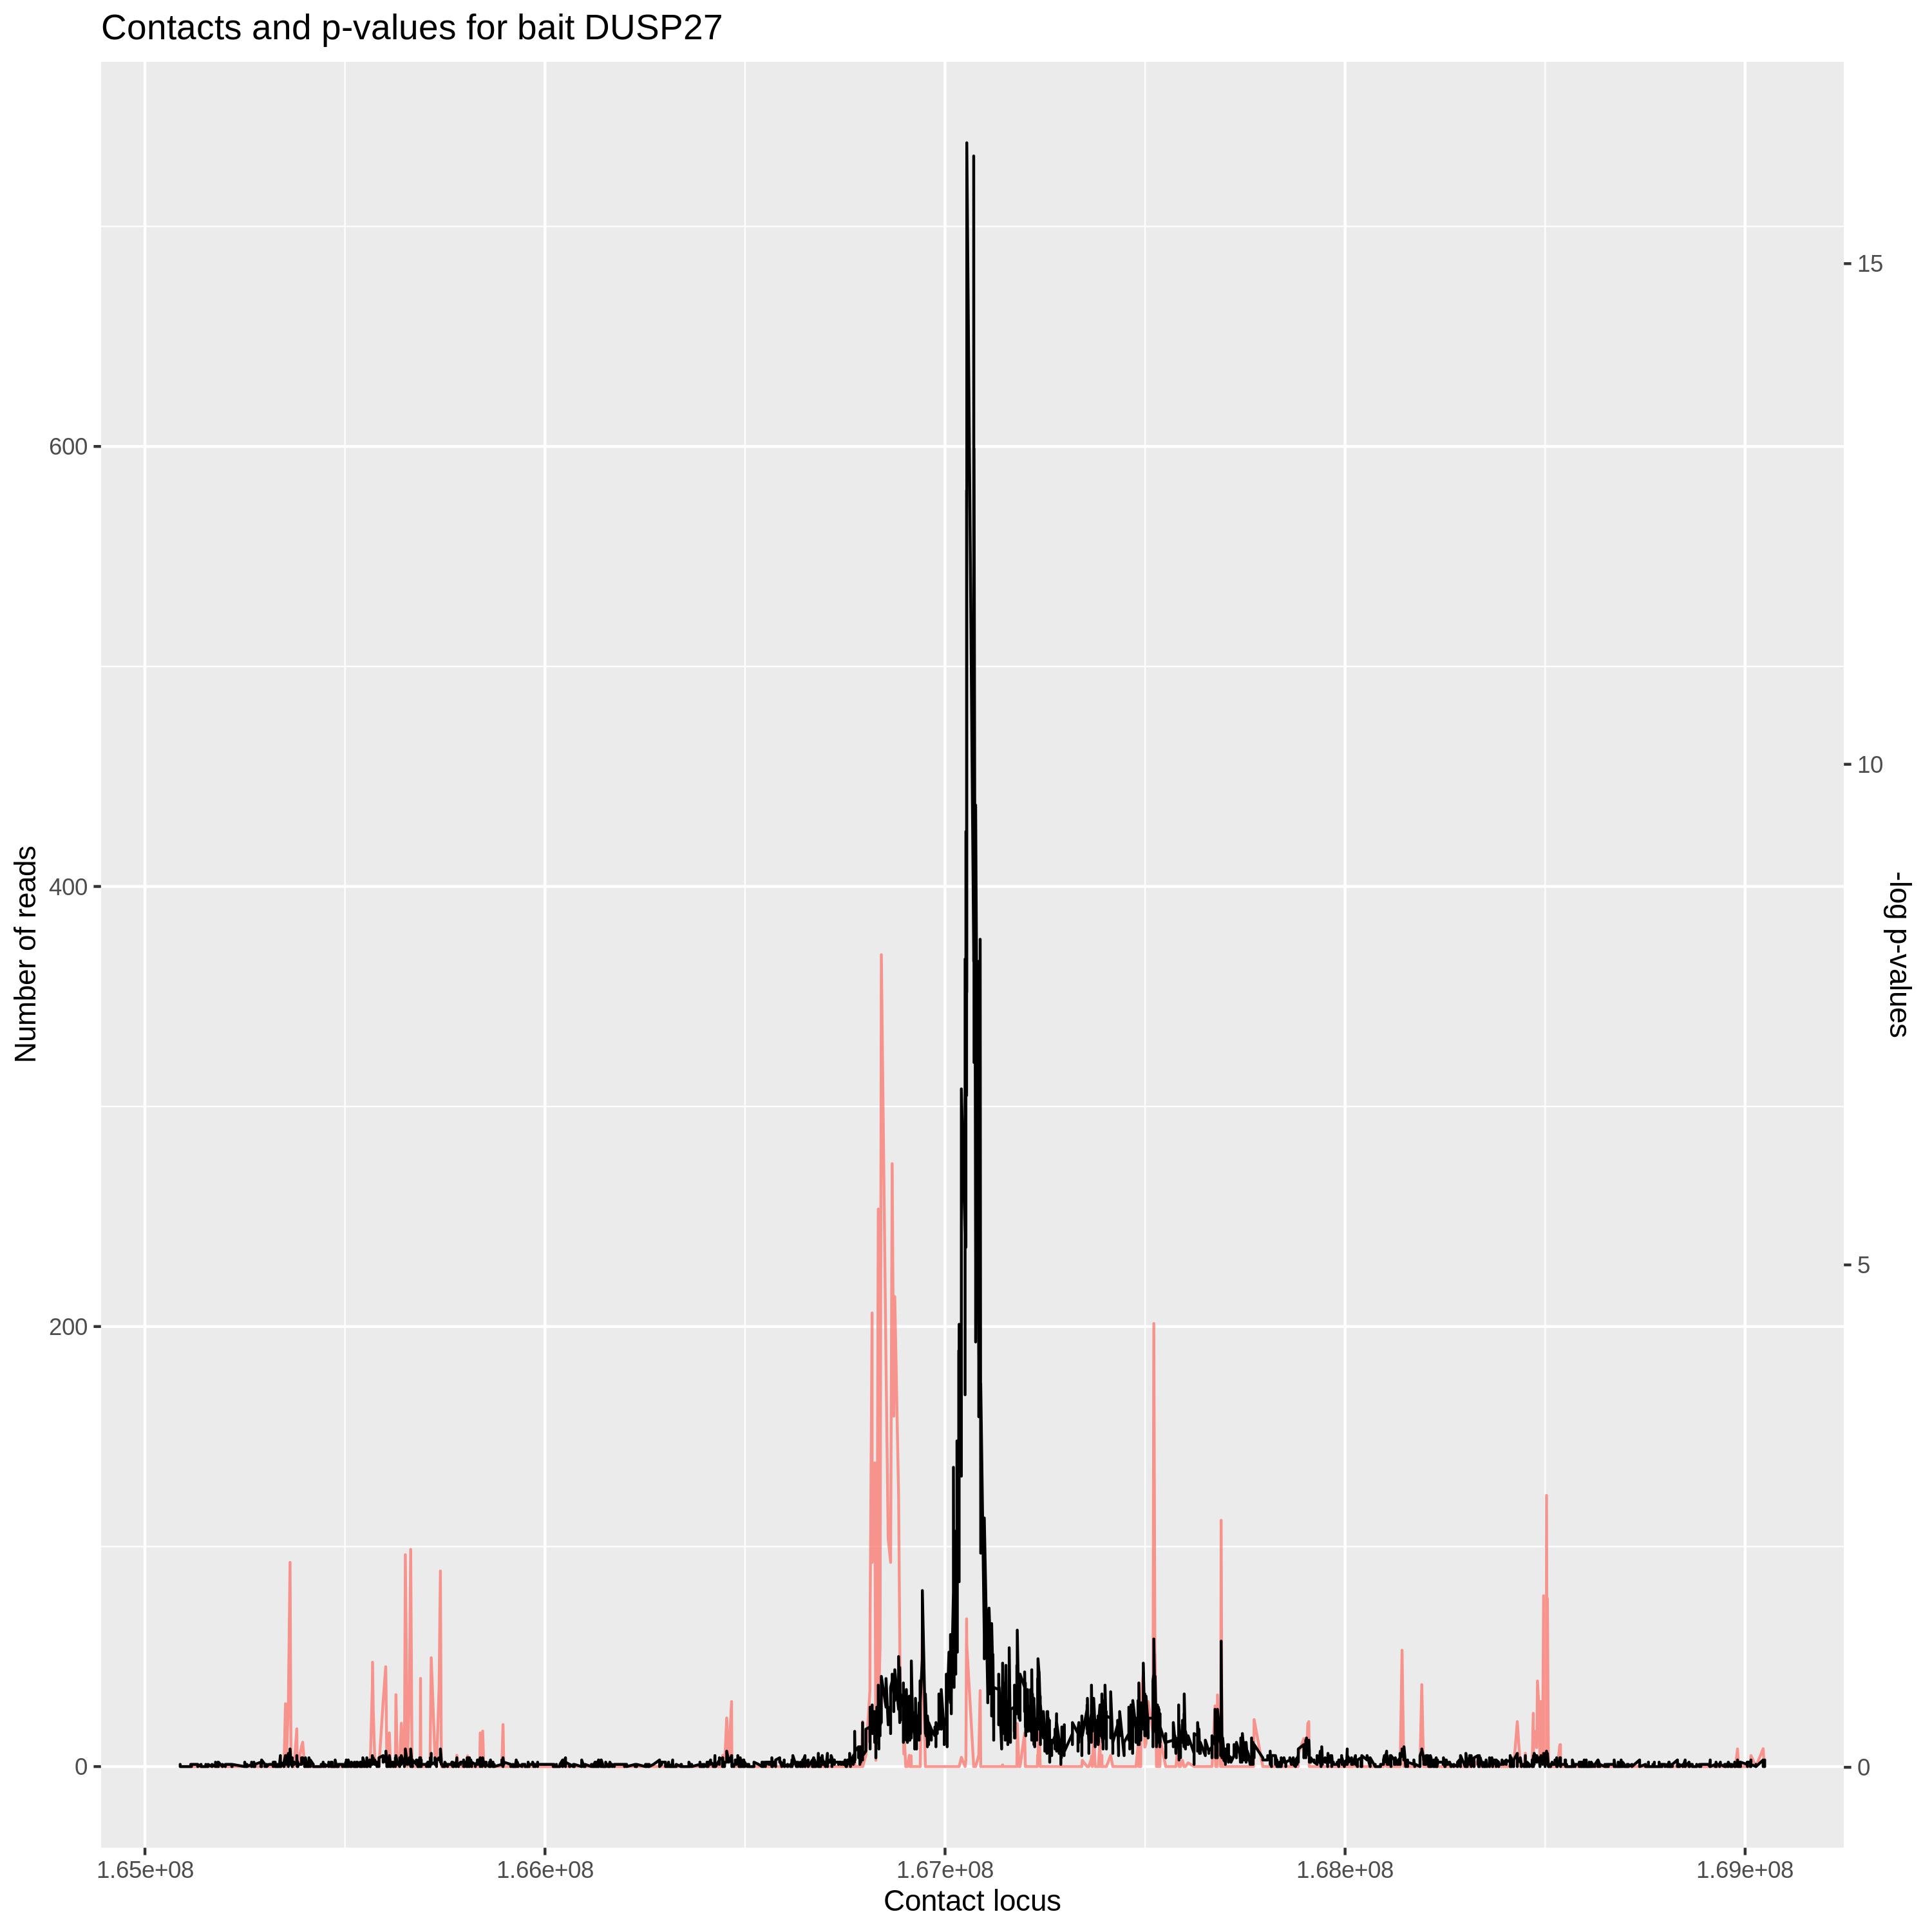 Contacts and p-values for bait DUSP27
Number of reads
600
400
200
0
15
10
5
0
-log p-values
1.65e+08
1.66e+08
1.67e+08
1.68e+08
1.69e+08
Contact locus